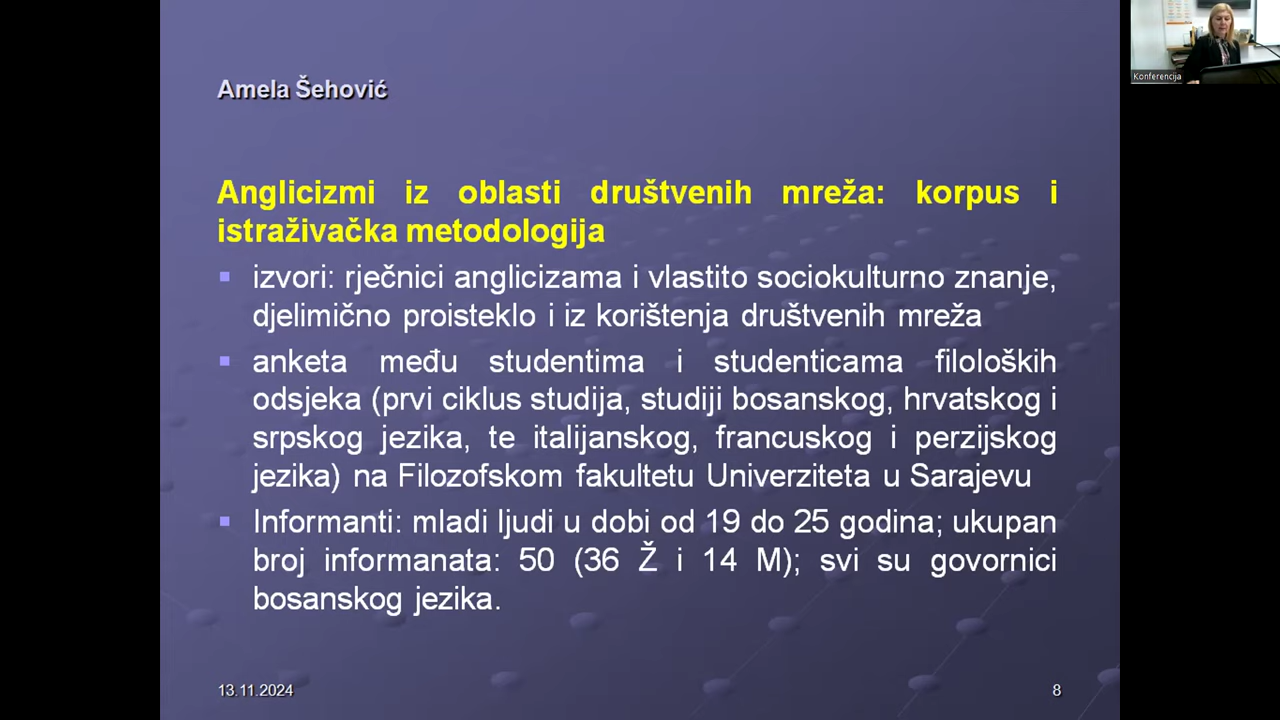 Amela Šehović
Anglicizmi iz oblasti društvenih mreža: korpus i
istraživačka metodologija
izvori: rječnici anglicizama i vlastito sociokulturno znanje,
djelimično proisteklo i iz korištenja društvenih mreža
anketa među studentima i studenticama filoloških
odsjeka (prvi ciklus studija, studiji bosanskog, hrvatskog i
srpskog jezika, te italijanskog, francuskog i perzijskog
jezika) na Filozofskom fakultetu Univerziteta u Sarajevu
Informanti: mladi ljudi u dobi od 19 do 25 godina; ukupan
broj informanata: 50 (36 Ž i 14 M); svi su govornici
bosanskog jezika.
13.11.2024
8
Konferencija